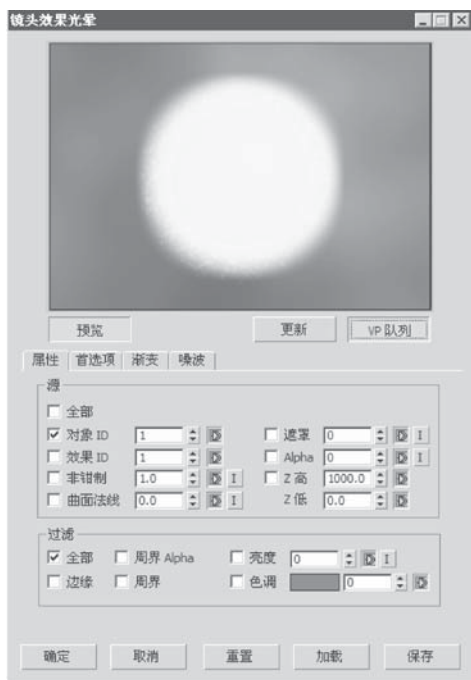 镜头效果光晕
预览 更新 VP 队列
属性 首选项 渐变 噪波
源
全部
对象 ID 1 遮罩 0 I
效果 ID 1 Alpha 0 I
非钳制 1.0 I Z 高 1000.0
曲面法线 0.0 I Z 低 0.0
过滤
全部 周界 Alpha 亮度 0 I
边缘 周界 色调 0
确定 取消 重置 加载 保存